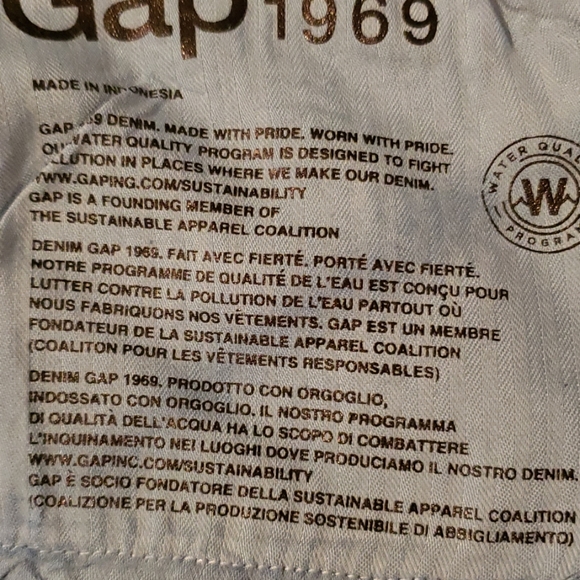 Gap 1969
MADE IN INDONESIA
GAP 1969 DENIM. MADE WITH PRIDE. WORN WITH PRIDE.
OUR WATER QUALITY PROGRAM IS DESIGNED TO FIGHT
POLLUTION IN PLACES WHERE WE MAKE OUR DENIM.
WWW.GAPINC.COM/SUSTAINABILITY
GAP IS A FOUNDING MEMBER OF
THE SUSTAINABLE APPAREL COALITION
WATER QUA
W
PROGRA
DENIM GAP 1969. FAIT AVEC FIERTÉ. PORTÉ AVEC FIERTÉ.
NOTRE PROGRAMME DE QUALITÉ DE L'EAU EST CONÇU POUR
LUTTER CONTRE LA POLLUTION DE L'EAU PARTOUT OÙ
NOUS FABRIQUONS NOS VÊTEMENTS. GAP EST UN MEMBRE
FONDATEUR DE LA SUSTAINABLE APPAREL COALITION
(COALITON POUR LES VÊTEMENTS RESPONSABLES)
DENIM GAP 1969. PRODOTTO CON ORGOGLIO,
INDOSSATO CON ORGOGLIO. IL NOSTRO PROGRAMMA
DI QUALITÀ DELL'ACQUA HA LO SCOPO DI COMBATTERE
L'INQUINAMENTO NEI LUOGHI DOVE PRODUCIAMO IL NOSTRO DENIM.
WWW.GAPINC.COM/SUSTAINABILITY
GAP È SOCIO FONDATORE DELLA SUSTAINABLE APPAREL COALITION
(COALIZIONE PER LA PRODUZIONE SOSTENIBILE DI ABBIGLIAMENTO)